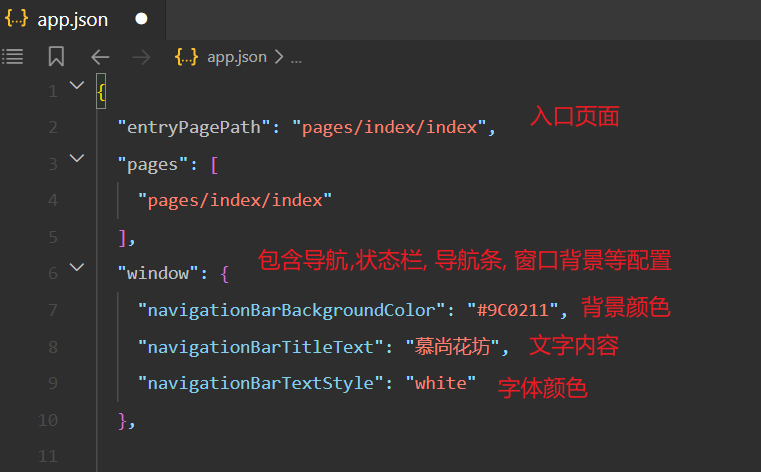 {..} app.json ●
{..} app.json > ...
1 {
2 "entryPagePath": "pages/index/index", 入口页面
3 "pages": [
4 "pages/index/index"
5 ],
包含导航,状态栏, 导航条, 窗口背景等配置
6 "window": {
7 "navigationBarBackgroundColor": "#9C0211", 背景颜色
8 "navigationBarTitleText": "慕尚花坊", 文字内容
9 "navigationBarTextStyle": "white" 字体颜色
10 },
11